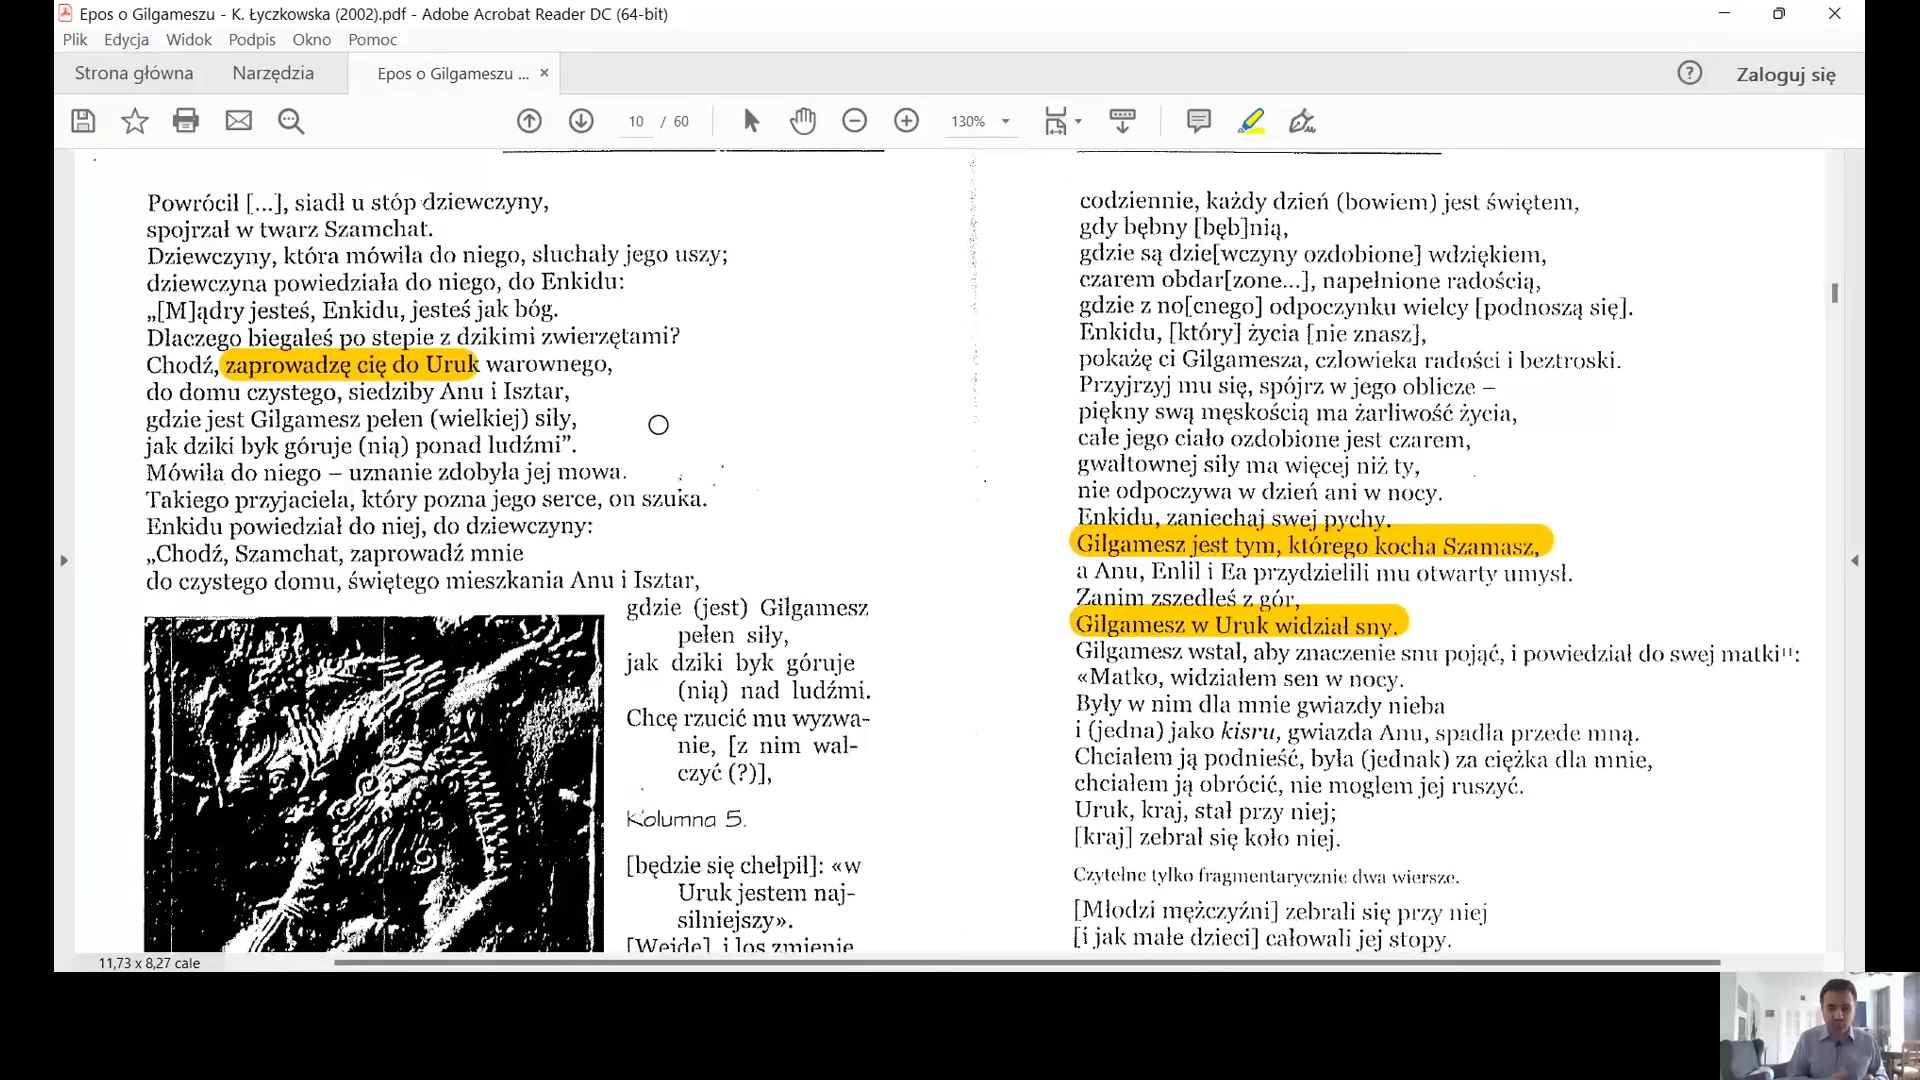 Epos o Gilgameszu - K. Łyczkowska (2002).pdf - Adobe Acrobat Reader DC (64-bit)
Plik Edycja Widok Podpis Okno Pomoc
Strona główna Narzędzia Epos o Gilgameszu ... × Zaloguj się
10 / 60 130%
Powrócił [...], siadł u stóp dziewczyny,
spojrzał w twarz Szamchat.
Dziewczyny, która mówiła do niego, słuchały jego uszy;
dziewczyna powiedziała do niego, do Enkidu:
„[M]ądry jesteś, Enkidu, jesteś jak bóg.
Dlaczego biegałeś po stepie z dzikimi zwierzętami?
Chodź, zaprowadzę cię do Uruk warownego,
do domu czystego, siedziby Anu i Isztar,
gdzie jest Gilgamesz pełen (wielkiej) siły,
jak dziki byk góruje (nią) ponad ludźmi”.
Mówiła do niego – uznanie zdobyła jej mowa.
Takiego przyjaciela, który pozna jego serce, on szuka.
Enkidu powiedział do niej, do dziewczyny:
„Chodź, Szamchat, zaprowadź mnie
do czystego domu, świętego mieszkania Anu i Isztar,
gdzie (jest) Gilgamesz
pełen siły,
jak dziki byk góruje
(nią) nad ludźmi.
Chcę rzucić mu wyzwa-
nie, [z nim wal-
czyć (?)],
Kolumna 5.
[będzie się chełpił]: «w
Uruk jestem naj-
silniejszy».
[Wejdę] i los zmienię
codziennie, każdy dzień (bowiem) jest świętem,
gdy bębny [bęb]nią,
gdzie są dzie[wczyny ozdobione] wdziękiem,
czarem obdar[zone...], napełnione radością,
gdzie z no[cnego] odpoczynku wielcy [podnoszą się].
Enkidu, [który] życia [nie znasz],
pokażę ci Gilgamesza, człowieka radości i beztroski.
Przyjrzyj mu się, spójrz w jego oblicze –
piękny swą męskością ma żarliwość życia,
całe jego ciało ozdobione jest czarem,
gwałtownej siły ma więcej niż ty,
nie odpoczywa w dzień ani w nocy.
Enkidu, zaniechaj swej pychy.
Gilgamesz jest tym, którego kocha Szamasz,
a Anu, Enlil i Ea przydzielili mu otwarty umysł.
Zanim zszedłeś z gór,
Gilgamesz w Uruk widział sny.
Gilgamesz wstał, aby znaczenie snu pojąć, i powiedział do swej matki¹¹:
«Matko, widziałem sen w nocy.
Były w nim dla mnie gwiazdy nieba
i (jedna) jako kisru, gwiazda Anu, spadła przede mną.
Chciałem ją podnieść, była (jednak) za ciężka dla mnie,
chciałem ją obrócić, nie mogłem jej ruszyć.
Uruk, kraj, stał przy niej;
[kraj] zebrał się koło niej.
Czytelne tylko fragmentarycznie dwa wiersze.
[Młodzi mężczyźni] zebrali się przy niej
[i jak małe dzieci] całowali jej stopy.
11,73 x 8,27 cale